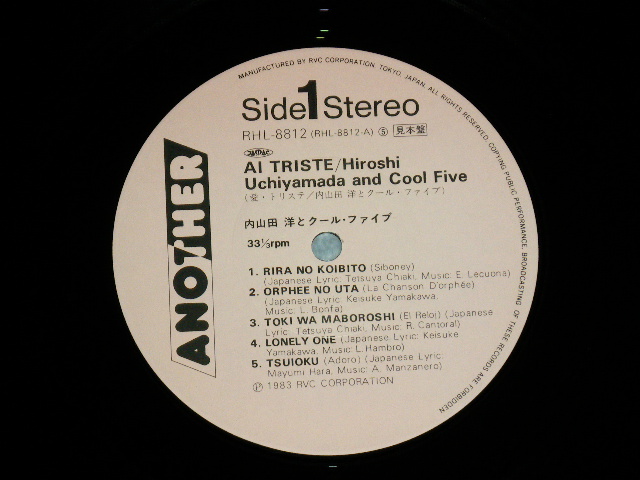 MANUFACTURED BY RVC CORPORATION, TOKYO, JAPAN. ALL RIGHTS RESERVED. COPYING PUBLIC PERFORMANCE, BROADCASTING OF THESE RECORDS ARE FORBIDDEN
Side 1 Stereo
RHL-8812 (RHL-8812-A) ⑤ 見本盤
AI TRISTE/Hiroshi
Uchiyamada and Cool Five
(愛・トリステ/内山田 洋とクール・ファイブ)
内山田 洋とクール・ファイブ
33⅓rpm
1. RIRA NO KOIBITO (Siboney)
(Japanese Lyric: Tetsuya Chiaki, Music: E. Lecuona)
2. ORPHEE NO UTA (La Chanson D'orphée)
(Japanese Lyric: Keisuke Yamakawa,
Music: L. Bonfa)
3. TOKI WA MABOROSHI (El Reloj) (Japanese
Lyric: Tetsuya Chiaki, Music: R. Cantoral)
4. LONELY ONE (Japanese Lyric: Keisuke
Yamakawa, Music: L. Hambro)
5. TSUIOKU (Adoro) (Japanese Lyric:
Mayumi Hara, Music: A. Manzanero)
Ⓟ 1983 RVC CORPORATION
ANOTHER